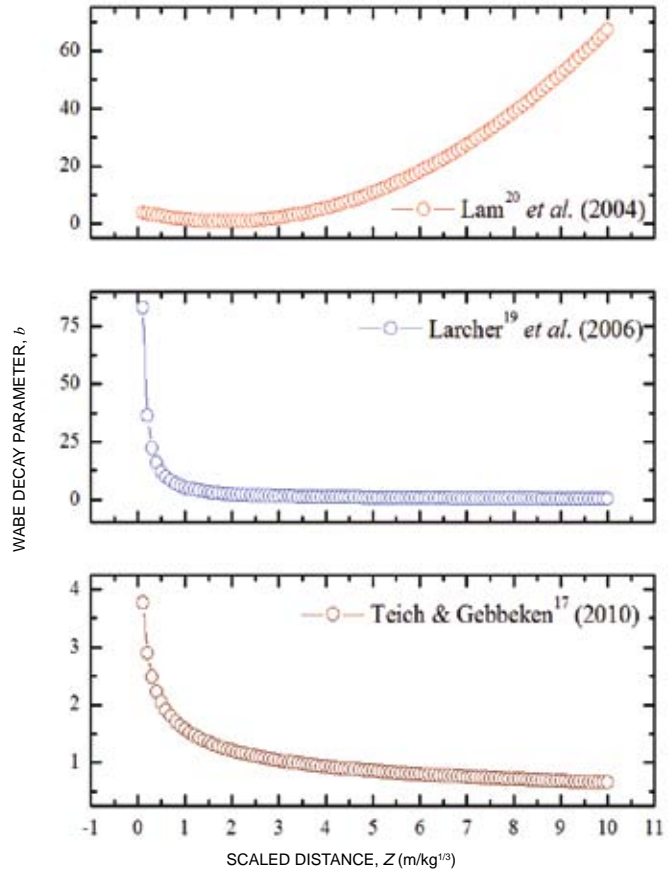 60
40
20
0
Lam20 et al. (2004)
75
50
25
0
Larcher19 et al. (2006)
4
3
2
1
Teich & Gebbeken17 (2010)
-1 0 1 2 3 4 5 6 7 8 9 10 11
WABE DECAY PARAMETER, b
SCALED DISTANCE, Z (m/kg1/3)